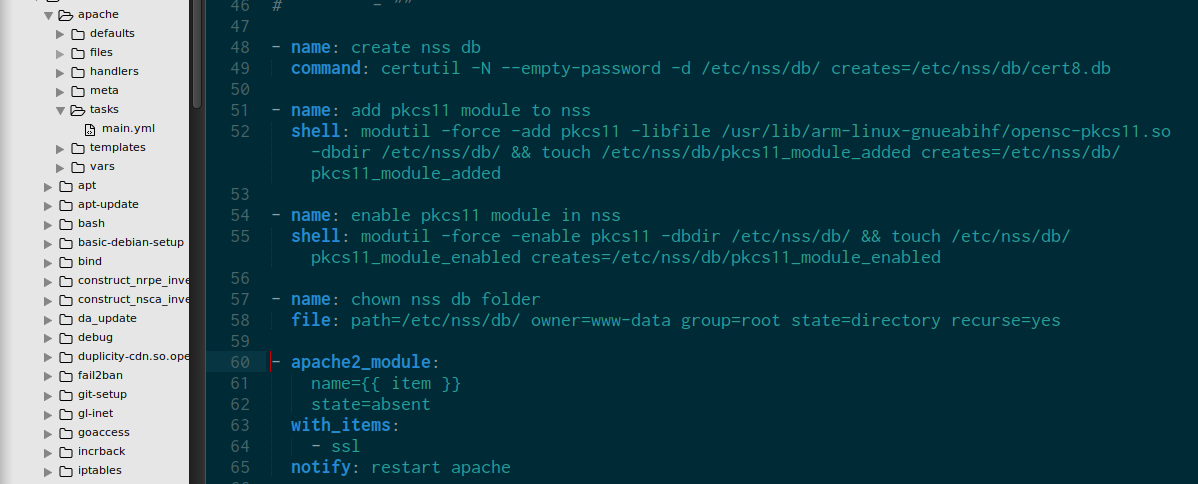 apache
defaults
files
handlers
meta
tasks
main.yml
templates
vars
apt
apt-update
bash
basic-debian-setup
bind
construct_nrpe_inve
construct_nsca_inve
da_update
debug
duplicity-cdn.so.ope
fail2ban
git-setup
gl-inet
goaccess
incrback
iptables
46 #         - ""
47
48 - name: create nss db
49   command: certutil -N --empty-password -d /etc/nss/db/ creates=/etc/nss/db/cert8.db
50
51 - name: add pkcs11 module to nss
52   shell: modutil -force -add pkcs11 -libfile /usr/lib/arm-linux-gnueabihf/opensc-pkcs11.so
-dbdir /etc/nss/db/ && touch /etc/nss/db/pkcs11_module_added creates=/etc/nss/db/
pkcs11_module_added
53
54 - name: enable pkcs11 module in nss
55   shell: modutil -force -enable pkcs11 -dbdir /etc/nss/db/ && touch /etc/nss/db/
pkcs11_module_enabled creates=/etc/nss/db/pkcs11_module_enabled
56
57 - name: chown nss db folder
58   file: path=/etc/nss/db/ owner=www-data group=root state=directory recurse=yes
59
60 - apache2_module:
61     name={{ item }}
62     state=absent
63   with_items:
64     - ssl
65   notify: restart apache